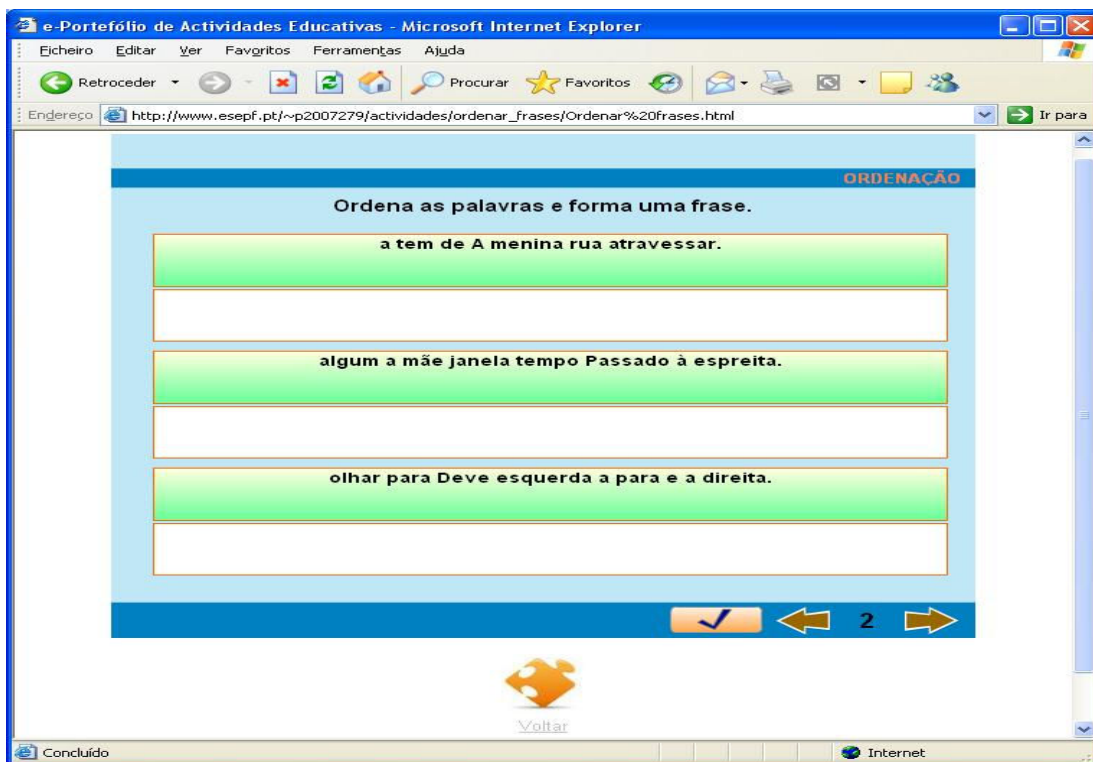 e-Portefólio de Actividades Educativas - Microsoft Internet Explorer
Ficheiro Editar Ver Favoritos Ferramentas Ajuda
Retroceder Procurar Favoritos
Endereço http://www.esepf.pt/~p2007279/actividades/ordenar_frases/Ordenar%20frases.html Ir para
ORDENAÇÃO
Ordena as palavras e forma uma frase.
a tem de A menina rua atravessar.
algum a mãe janela tempo Passado à espreita.
olhar para Deve esquerda a para e a direita.
2
Voltar
Concluído Internet